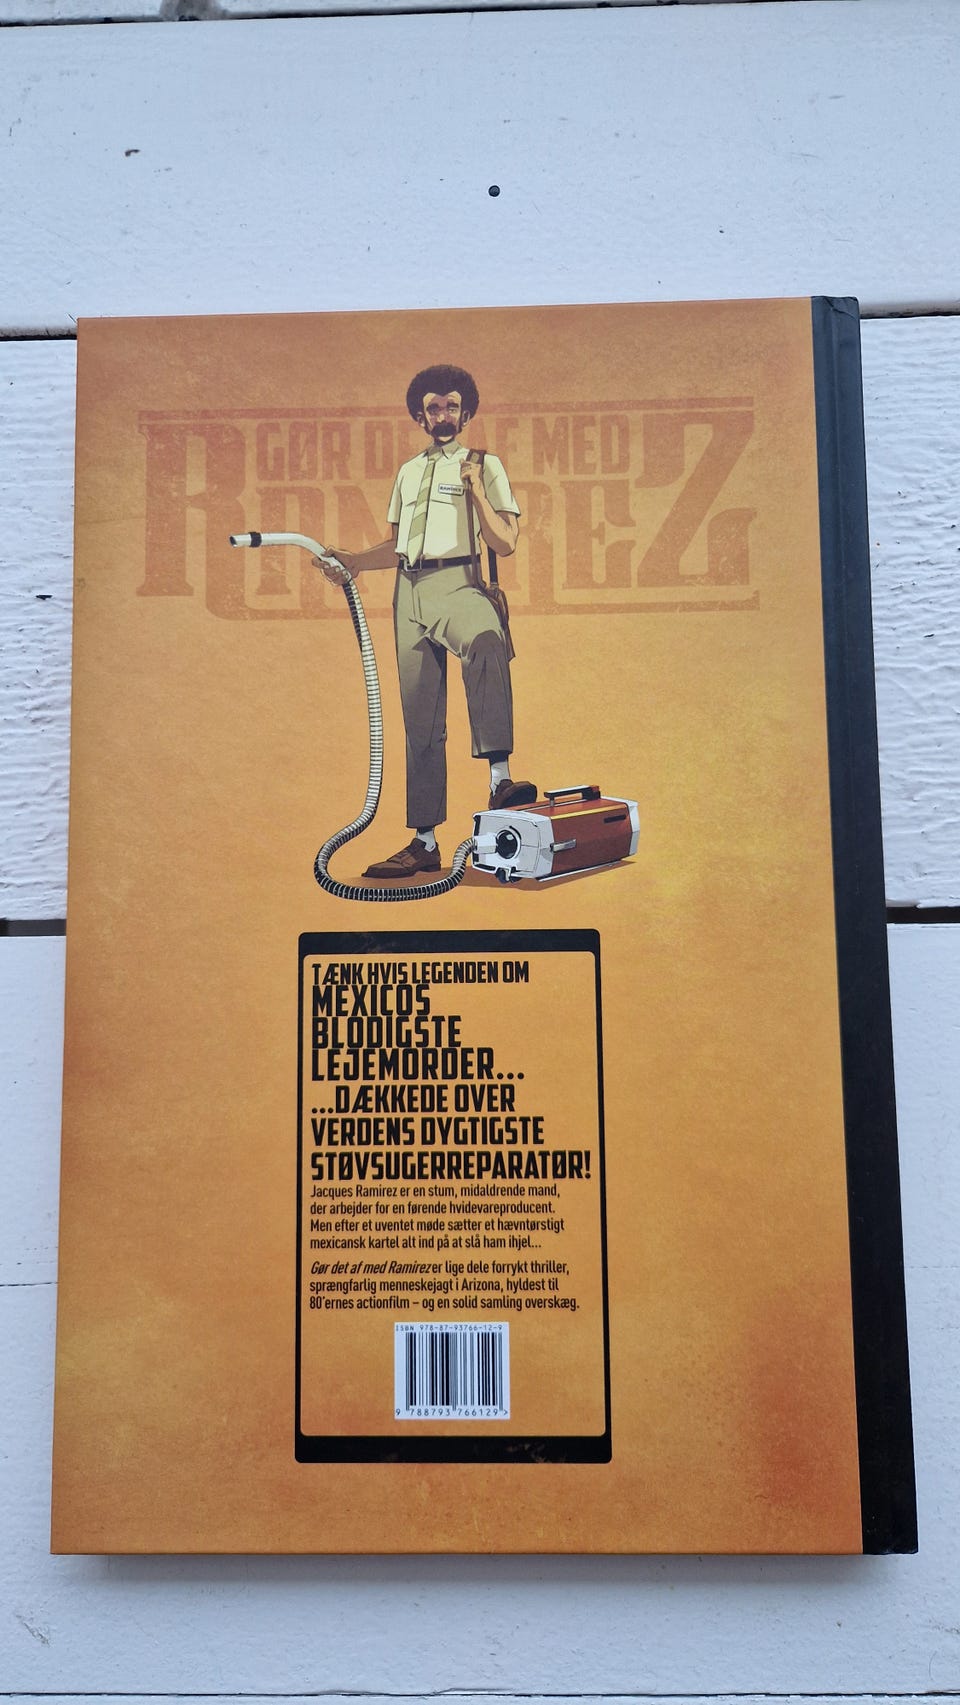 GØR DET AF MED
RAMIREZ
RAMIREZ
TÆNK HVIS LEGENDEN OM
MEXICOS
BLODIGSTE
LEJEMORDER...
...DÆKKEDE OVER
VERDENS DYGTIGSTE
STØVSUGERREPARATØR!
Jacques Ramirez er en stum, midaldrende mand,
der arbejder for en førende hvidevareproducent.
Men efter et uventet møde sætter et hævntørstigt
mexicansk kartel alt ind på at slå ham ihjel...
Gør det af med Ramirez er lige dele forrykt thriller,
sprængfarlig menneskejagt i Arizona, hyldest til
80'ernes actionfilm – og en solid samling overskæg.
ISBN 978-87-93766-12-9
9 788793 766129 >